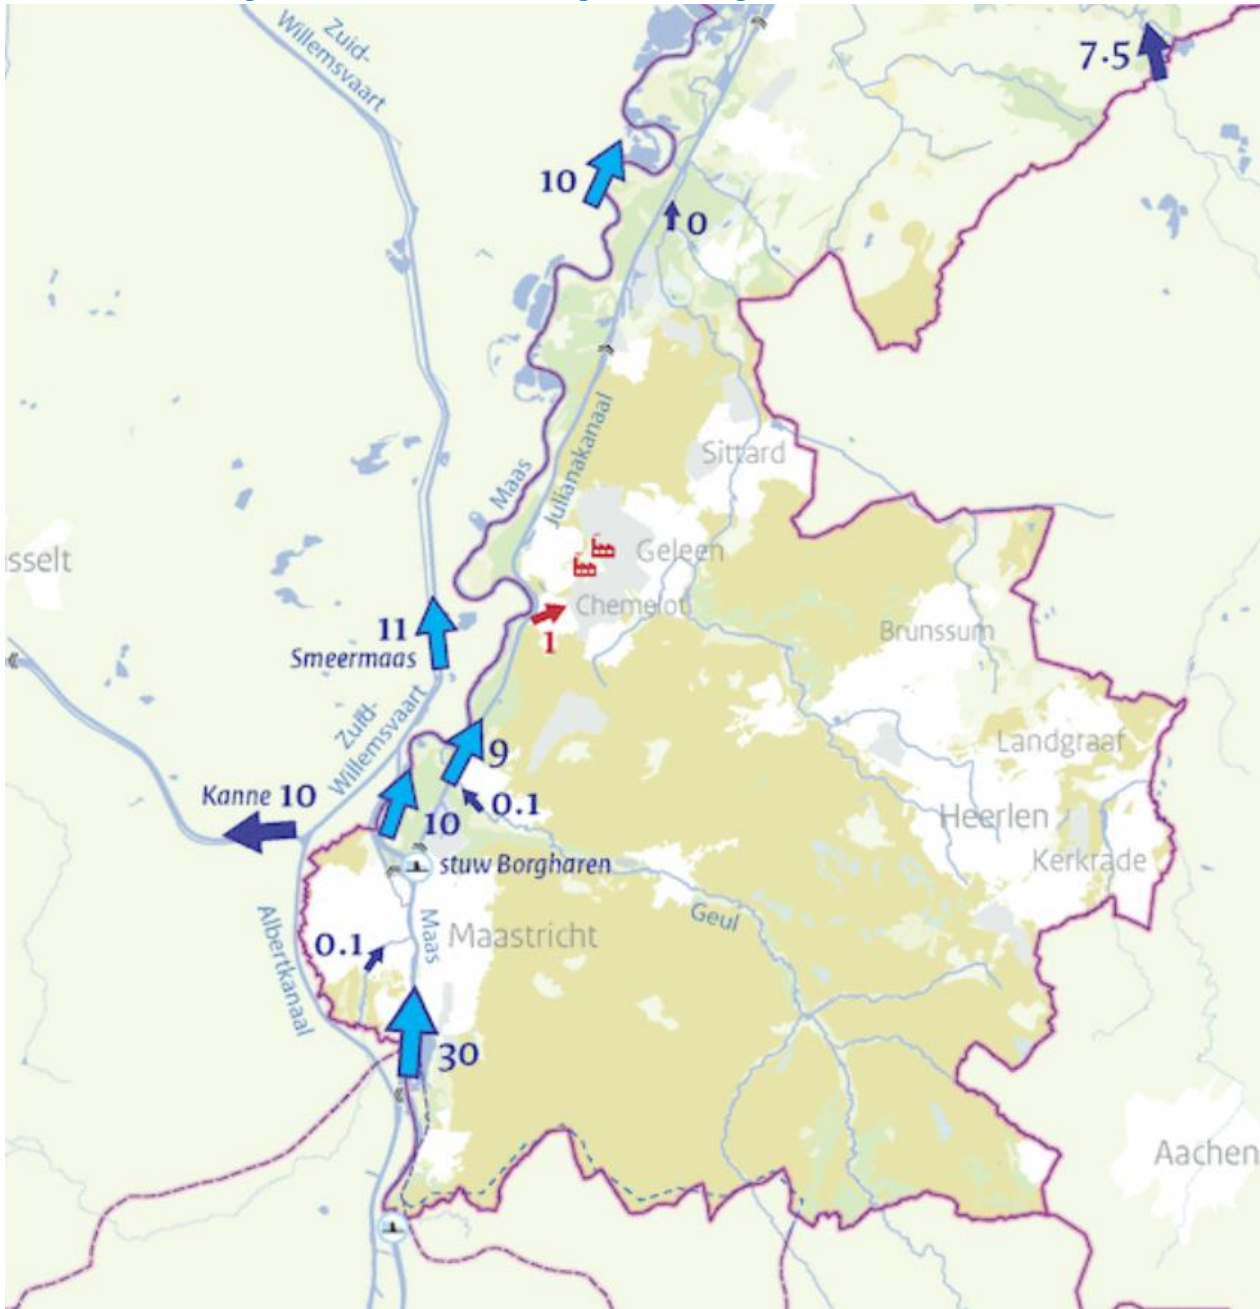 Zuid-
Willemsvaart
7.5
10
0
Sittard
Julianakanaal
Maas
sselt
Geleen
Chemelot
1
11
Smeermaas
Brunssum
Zuid-
Willemsvaart
Landgraaf
9
Kanne 10
0.1
10
Heerlen
Kerkrade
stuw Borgharen
Geul
Albertkanaal
Maas
Maastricht
0.1
30
Aachen